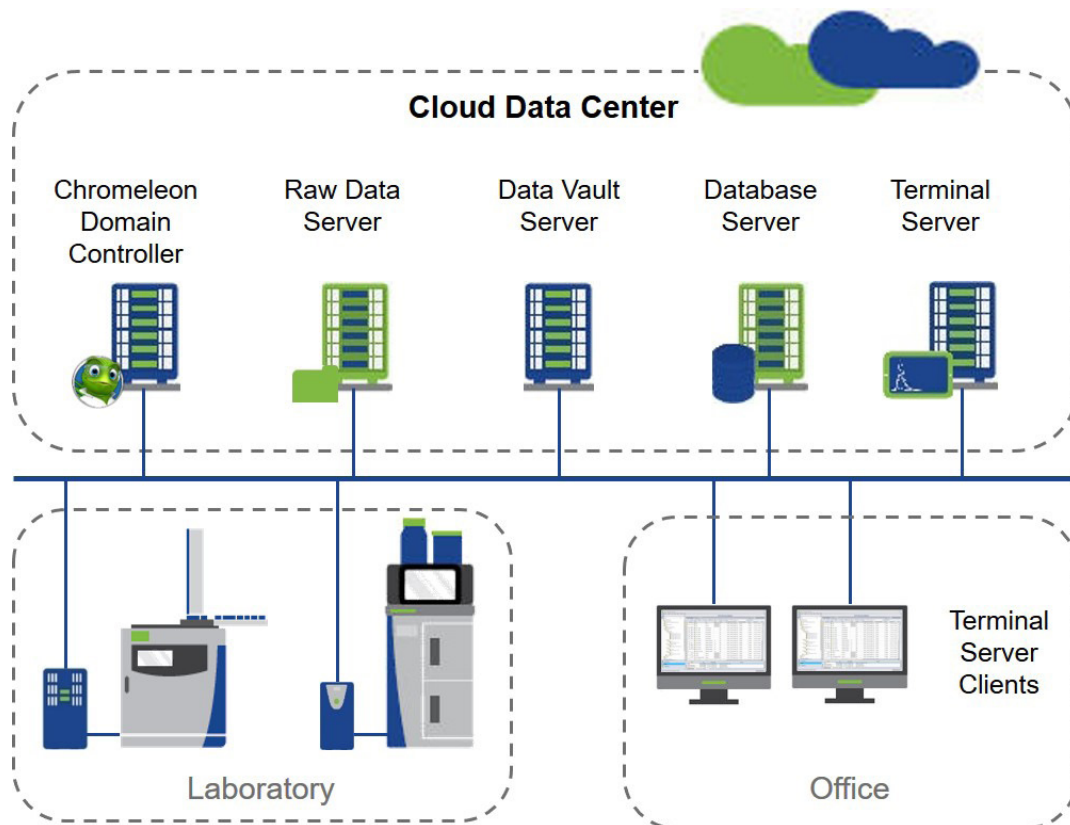 Cloud Data Center
Chromeleon
Domain
Controller
Raw Data
Server
Data Vault
Server
Database
Server
Terminal
Server
Terminal
Server
Clients
Laboratory
Office